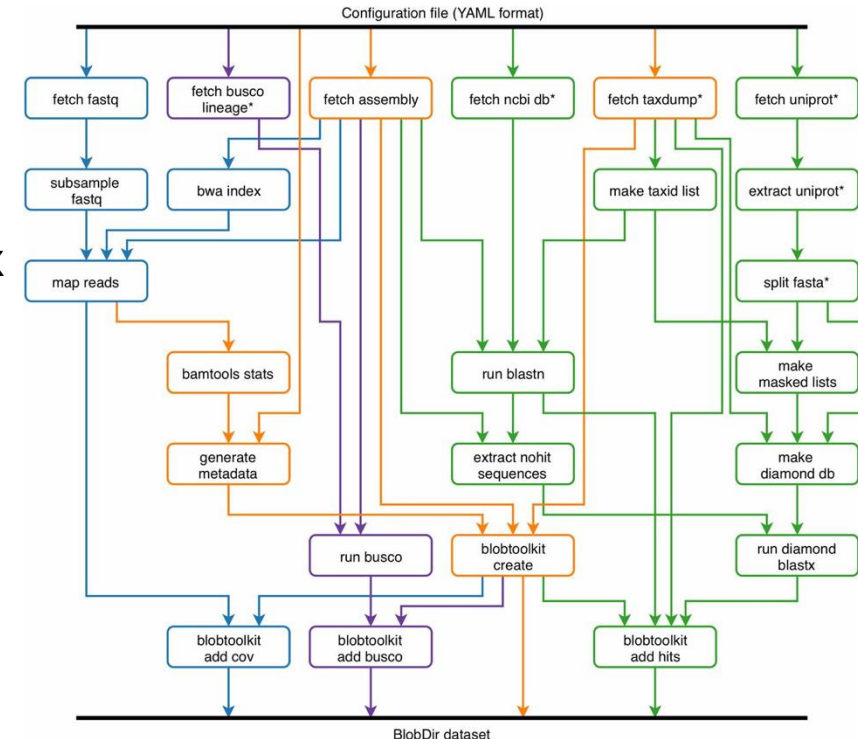 Configuration file (YAML format)
fetch fastq
fetch busco
lineage*
fetch assembly
fetch ncbi db*
fetch taxdump*
fetch uniprot*
subsample
fastq
bwa index
make taxid list
extract uniprot*
x
map reads
split fasta*
bamtools stats
run blastn
make
masked lists
generate
metadata
extract nohit
sequences
make
diamond db
run busco
blobtoolkit
create
run diamond
blastx
blobtoolkit
add cov
blobtoolkit
add busco
blobtoolkit
add hits
BlobDir dataset